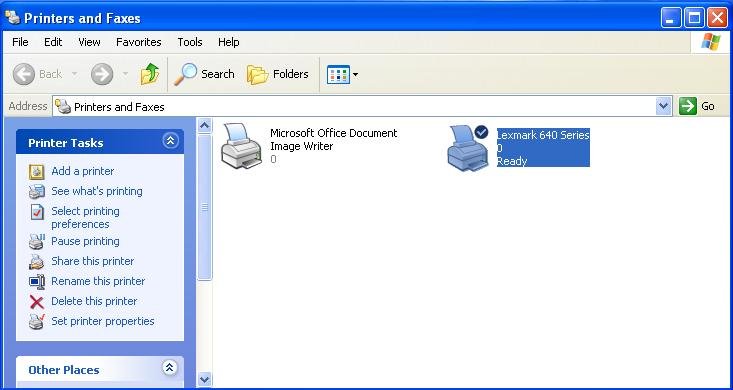 Printers and Faxes
File Edit View Favorites Tools Help
Back Search Folders
Address Printers and Faxes Go
Printer Tasks
Add a printer
See what's printing
Select printing
preferences
Pause printing
Share this printer
Rename this printer
Delete this printer
Set printer properties
Other Places
Microsoft Office Document
Image Writer
0
Lexmark 640 Series
0
Ready